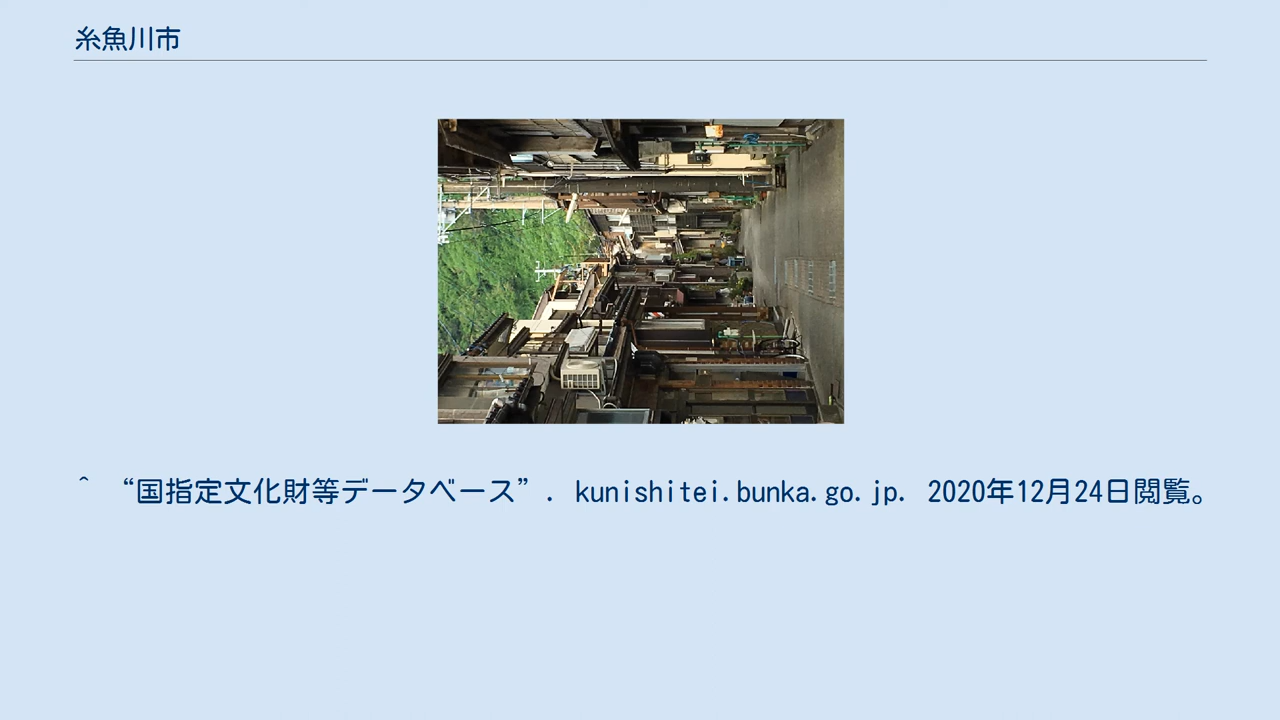 糸魚川市
^ “国指定文化財等データベース”. kunishitei.bunka.go.jp. 2020年12月24日閲覧。